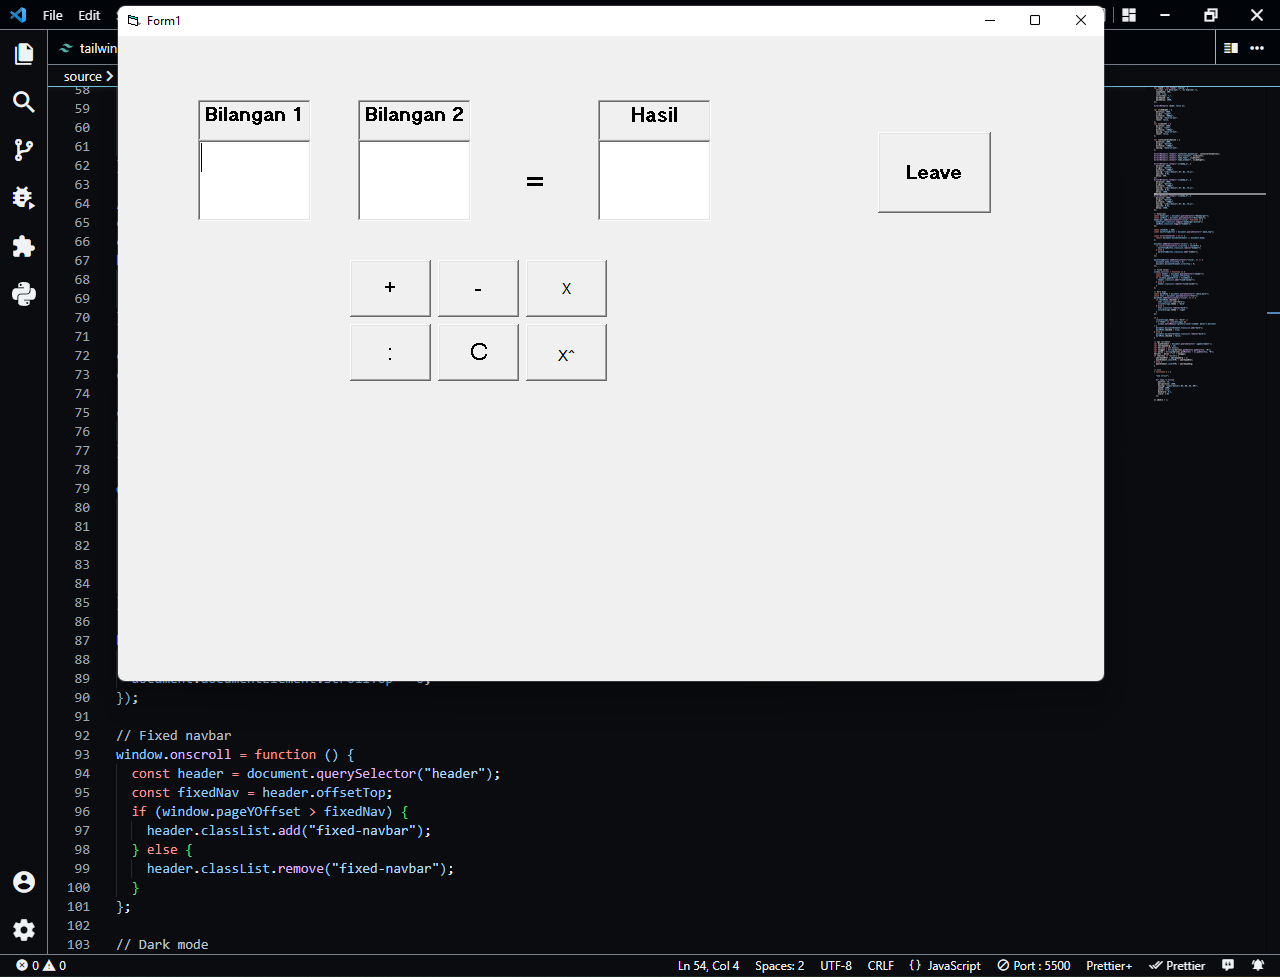 File Edit
Form1
tailwin
source
Bilangan 1 Bilangan 2 Hasil
=
Leave
+ - X
: C X^
58
59
60
61
62
63
64
65
66
67
68
69
70
71
72
73
74
75
76
77
78
79
80
81
82
83
84
85
86
87
88
89
90 });
91
92 // Fixed navbar
93 window.onscroll = function () {
94 const header = document.querySelector("header");
95 const fixedNav = header.offsetTop;
96 if (window.pageYOffset > fixedNav) {
97 header.classList.add("fixed-navbar");
98 } else {
99 header.classList.remove("fixed-navbar");
100 }
101 };
102
103 // Dark mode
0 0 Ln 54, Col 4 Spaces: 2 UTF-8 CRLF {} JavaScript Port : 5500 Prettier+ Prettier